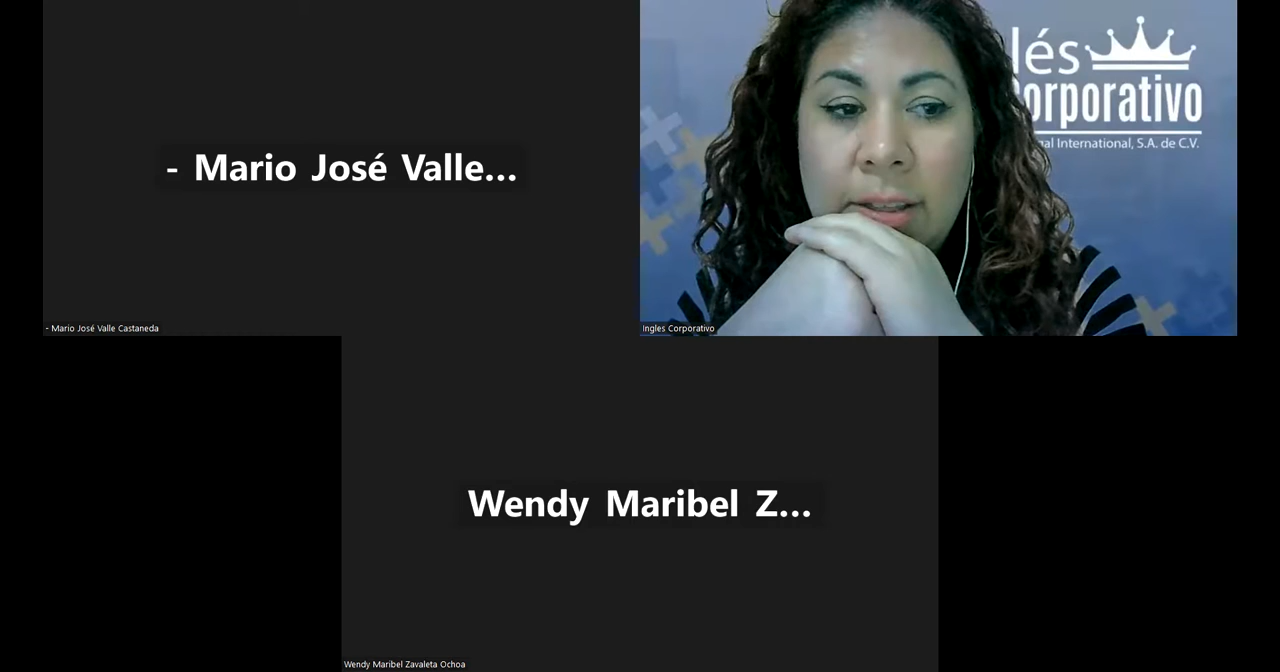 - Mario José Valle...
lés
orporativo
gal International, S.A. de C.V.
- Mario José Valle Castaneda
Ingles Corporativo
Wendy Maribel Z...
Wendy Maribel Zavaleta Ochoa